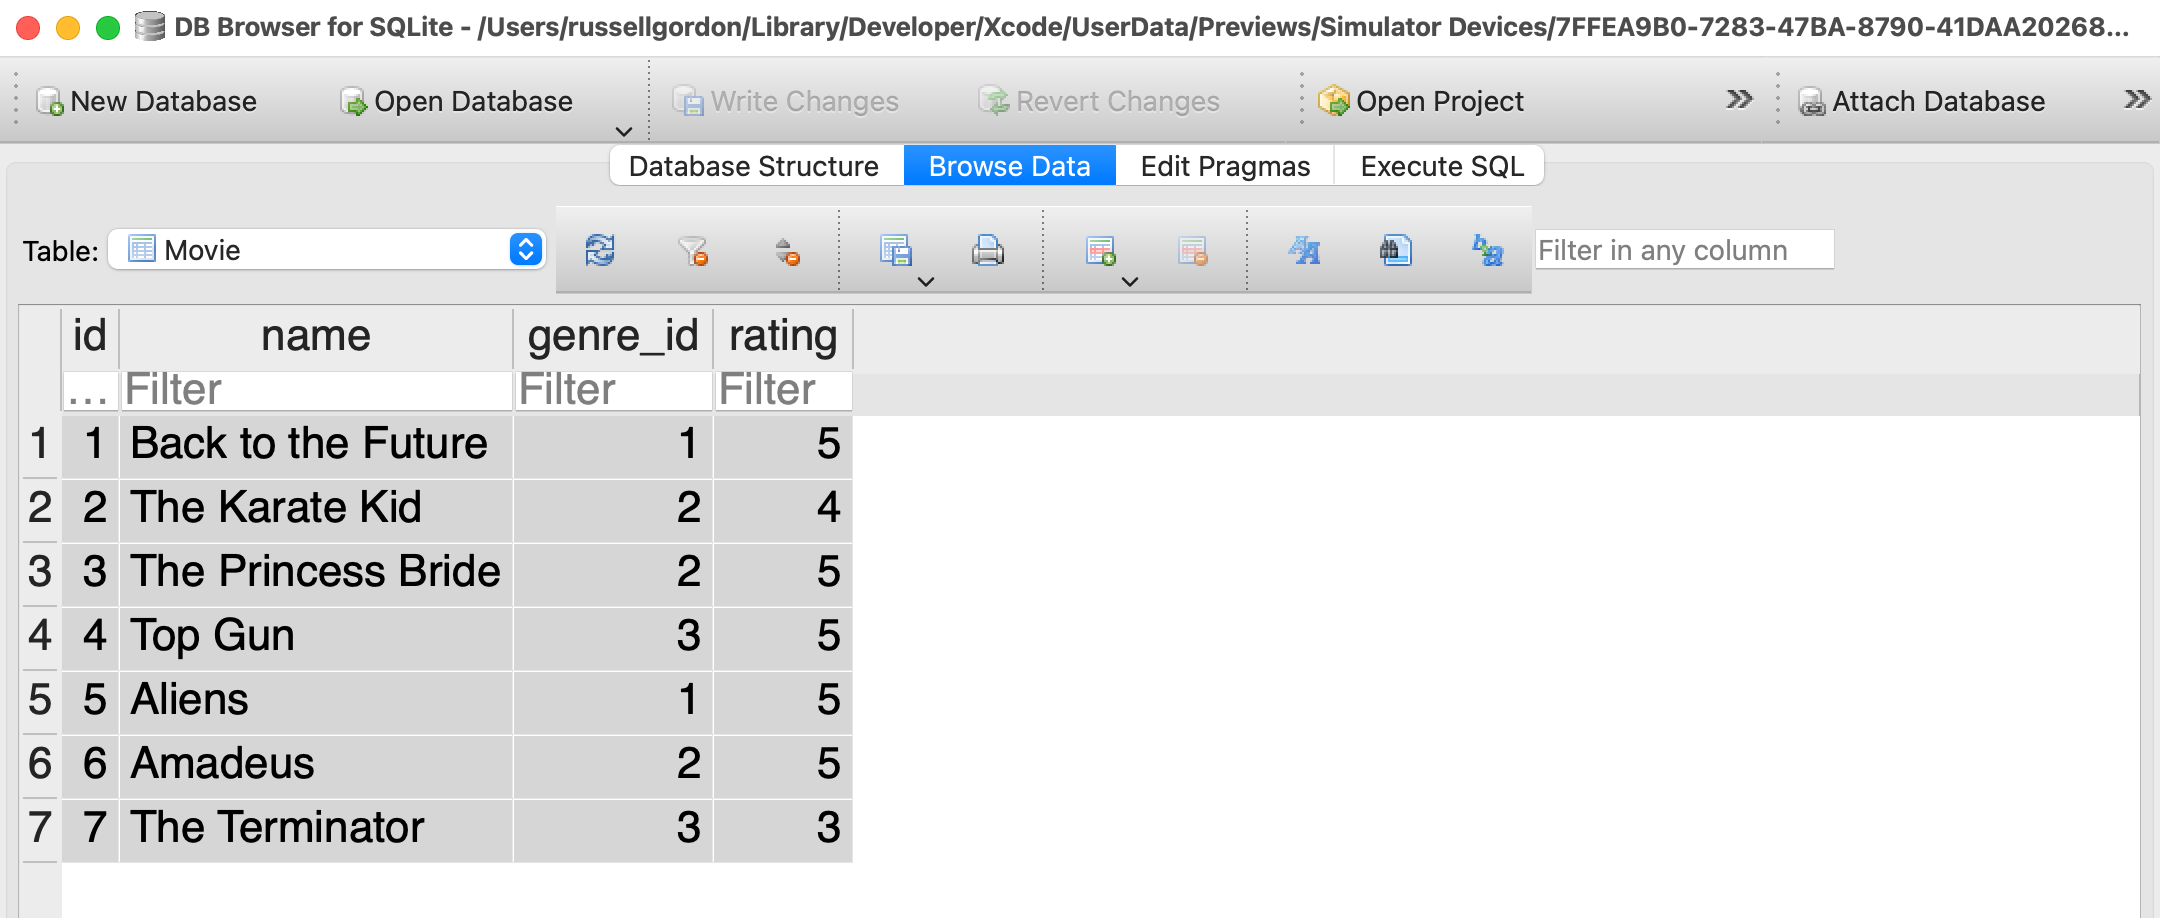 DB Browser for SQLite - /Users/russellgordon/Library/Developer/Xcode/UserData/Previews/Simulator Devices/7FFEA9B0-7283-47BA-8790-41DAA20268...
New Database Open Database Write Changes Revert Changes Open Project Attach Database
Database Structure Browse Data Edit Pragmas Execute SQL
Table: Movie Filter in any column
id name genre_id rating
... Filter Filter Filter
1 1 Back to the Future 1 5
2 2 The Karate Kid 2 4
3 3 The Princess Bride 2 5
4 4 Top Gun 3 5
5 5 Aliens 1 5
6 6 Amadeus 2 5
7 7 The Terminator 3 3